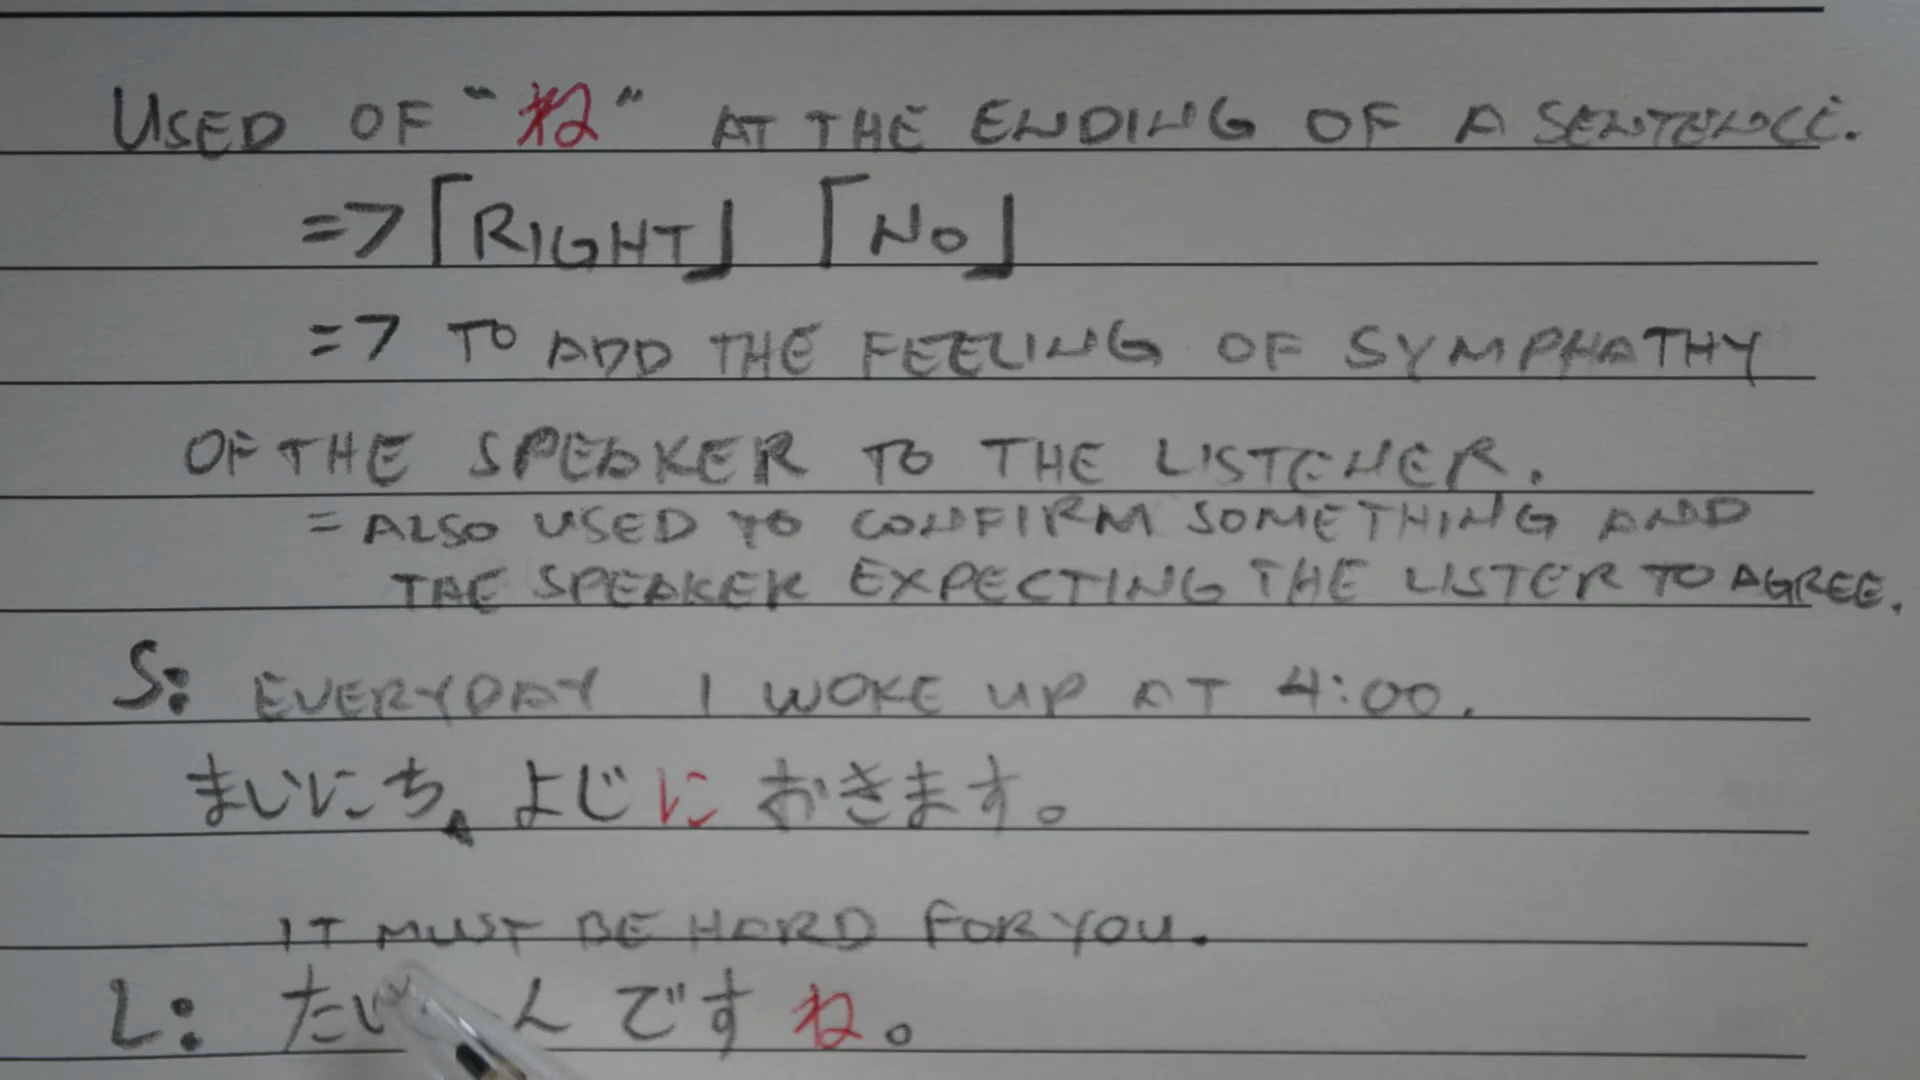 USED OF "ね" AT THE ENDING OF A SENTENCE.
=> 「RIGHT」 「NO」
=> TO ADD THE FEELING OF SYMPHATHY
OF THE SPEAKER TO THE LISTENER.
= ALSO USED TO CONFIRM SOMETHING AND
THE SPEAKER EXPECTING THE LISTER TO AGREE.
S: EVERYDAY I WOKE UP AT 4:00.
まいにち、よじに おきます。
IT MUST BE HARD FOR YOU.
L: たい ん です ね。